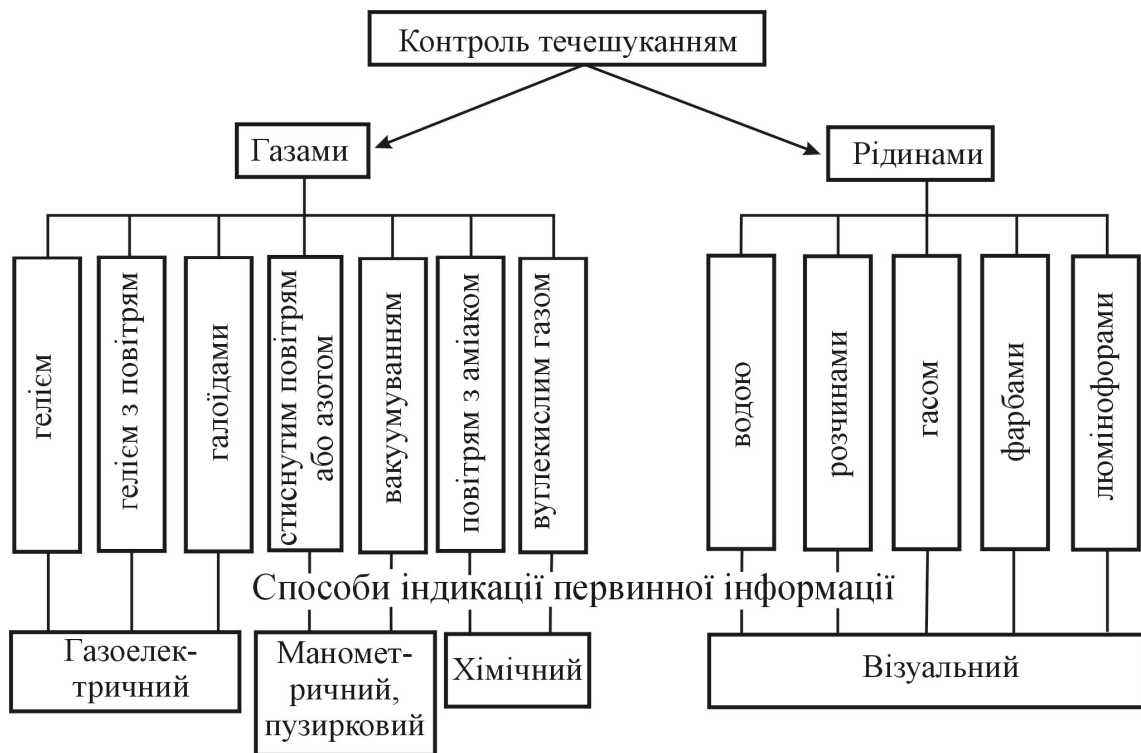 Контроль течешуканням
Газами
Рідинами
гелієм
гелієм з повітрям
галоїдами
стиснутим повітрям
або азотом
вакуумуванням
повітрям з аміаком
вуглекислим газом
водою
розчинами
гасом
фарбами
люмінофорами
Способи індикації первинної інформації
Газоелек-
тричний
Маномет-
ричний,
пузирковий
Хімічний
Візуальний